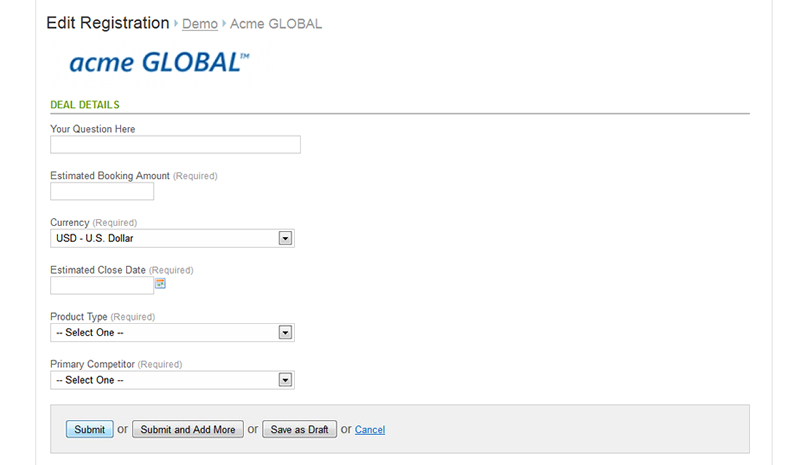 Edit Registration Demo Acme GLOBAL
acme GLOBAL™
DEAL DETAILS
Your Question Here
Estimated Booking Amount (Required)
Currency (Required)
USD - U.S. Dollar
Estimated Close Date (Required)
Product Type (Required)
-- Select One --
Primary Competitor (Required)
-- Select One --
Submit or Submit and Add More or Save as Draft or Cancel